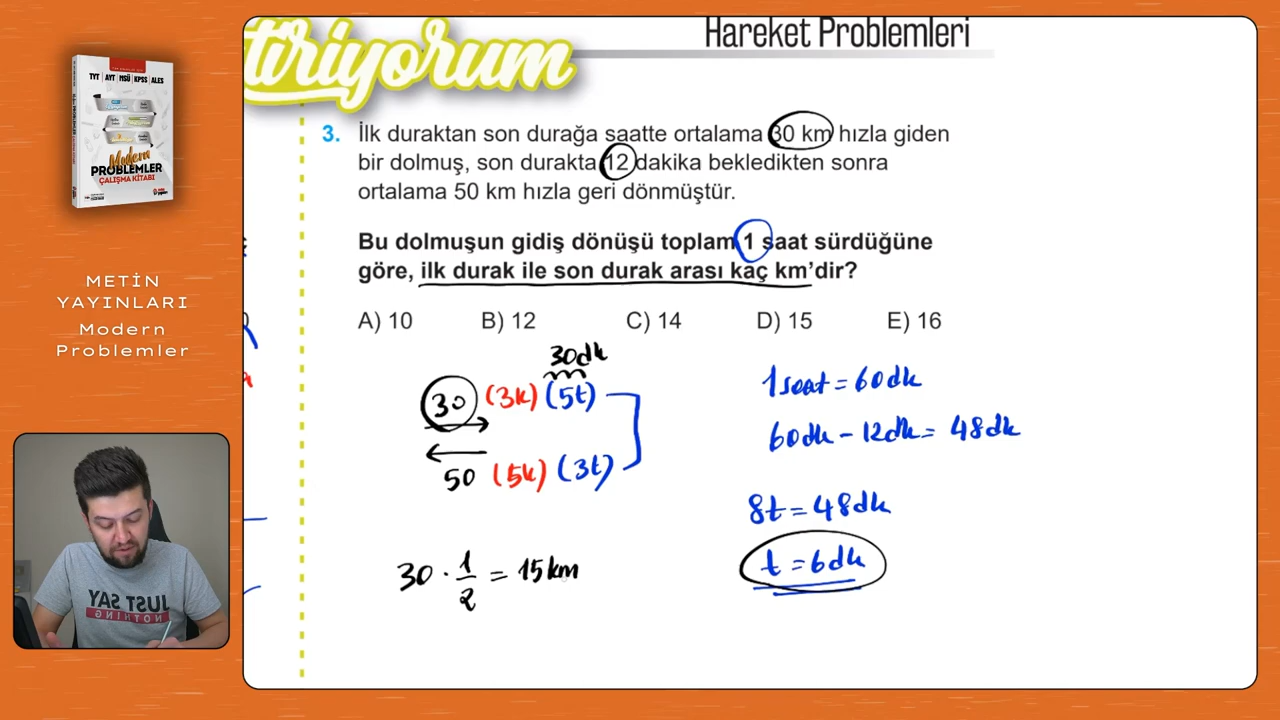 tiriyorum
Hareket Problemleri
TYT | AYT | MSÜ | KPSS | ALES
Modern
PROBLEMLER
ÇALIŞMA KİTABI
METİN
YAYINLARI
Modern
Problemler
3. İlk duraktan son durağa saatte ortalama 30 km hızla giden
bir dolmuş, son durakta 12 dakika bekledikten sonra
ortalama 50 km hızla geri dönmüştür.
Bu dolmuşun gidiş dönüşü toplam 1 saat sürdüğüne
göre, ilk durak ile son durak arası kaç km'dir?
A) 10 B) 12 C) 14 D) 15 E) 16
30dk
30 (3k) (5t)
50 (5k) (3t)
1saat = 60dk
60dk - 12dk = 48dk
8t = 48dk
t = 6dk
30 · 1/2 = 15km
JUST SAY
NOTHING